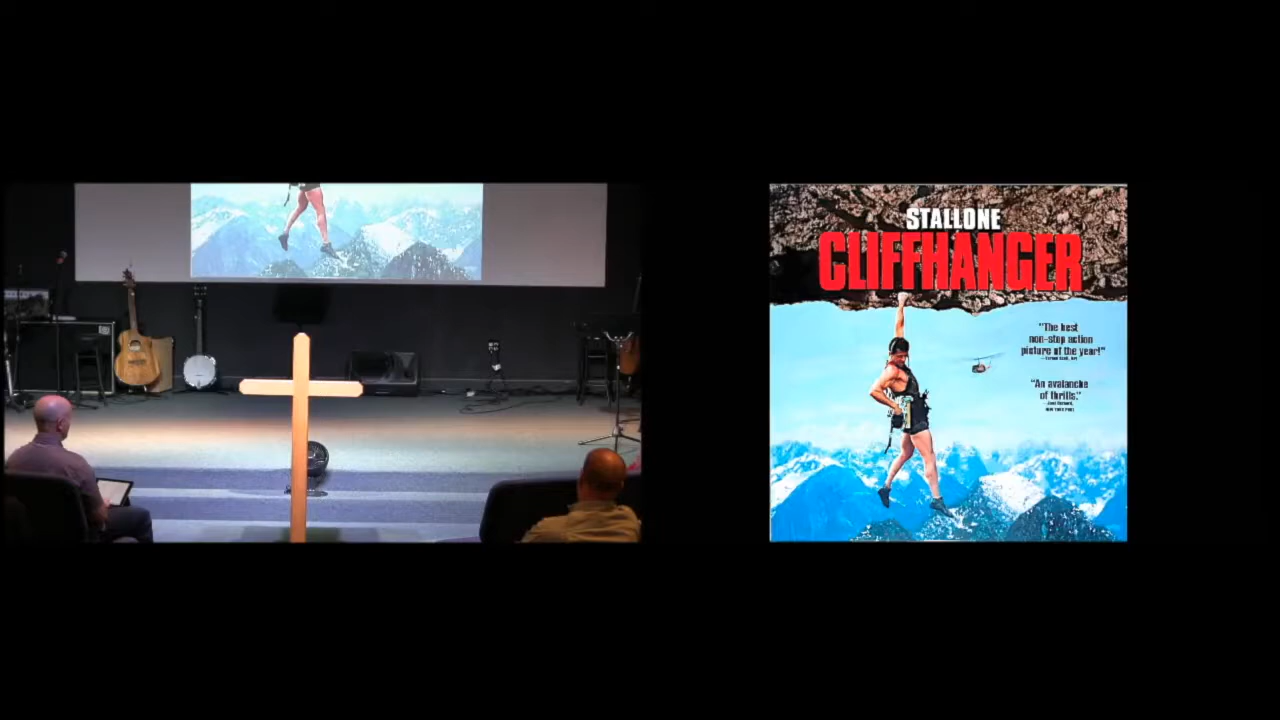 STALLONE
CLIFFHANGER
"The best
non-stop action
picture of the year!"
"An avalanche
of thrills."